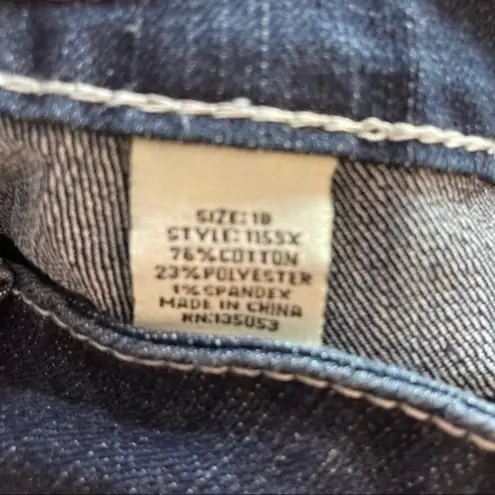 SIZE: 18
STYLE: 1155X
76% COTTON
23% POLYESTER
1% SPANDEX
MADE IN CHINA
RN: 135053